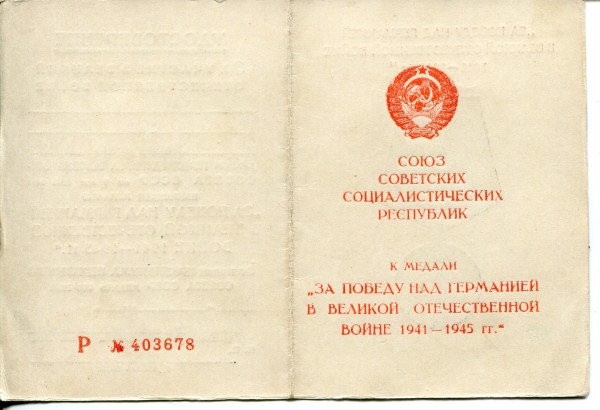 СОЮЗ
СОВЕТСКИХ
СОЦИАЛИСТИЧЕСКИХ
РЕСПУБЛИК
К МЕДАЛИ
„ЗА ПОБЕДУ НАД ГЕРМАНИЕЙ
В ВЕЛИКОЙ ОТЕЧЕСТВЕННОЙ
ВОЙНЕ 1941—1945 гг.“
Р № 403678